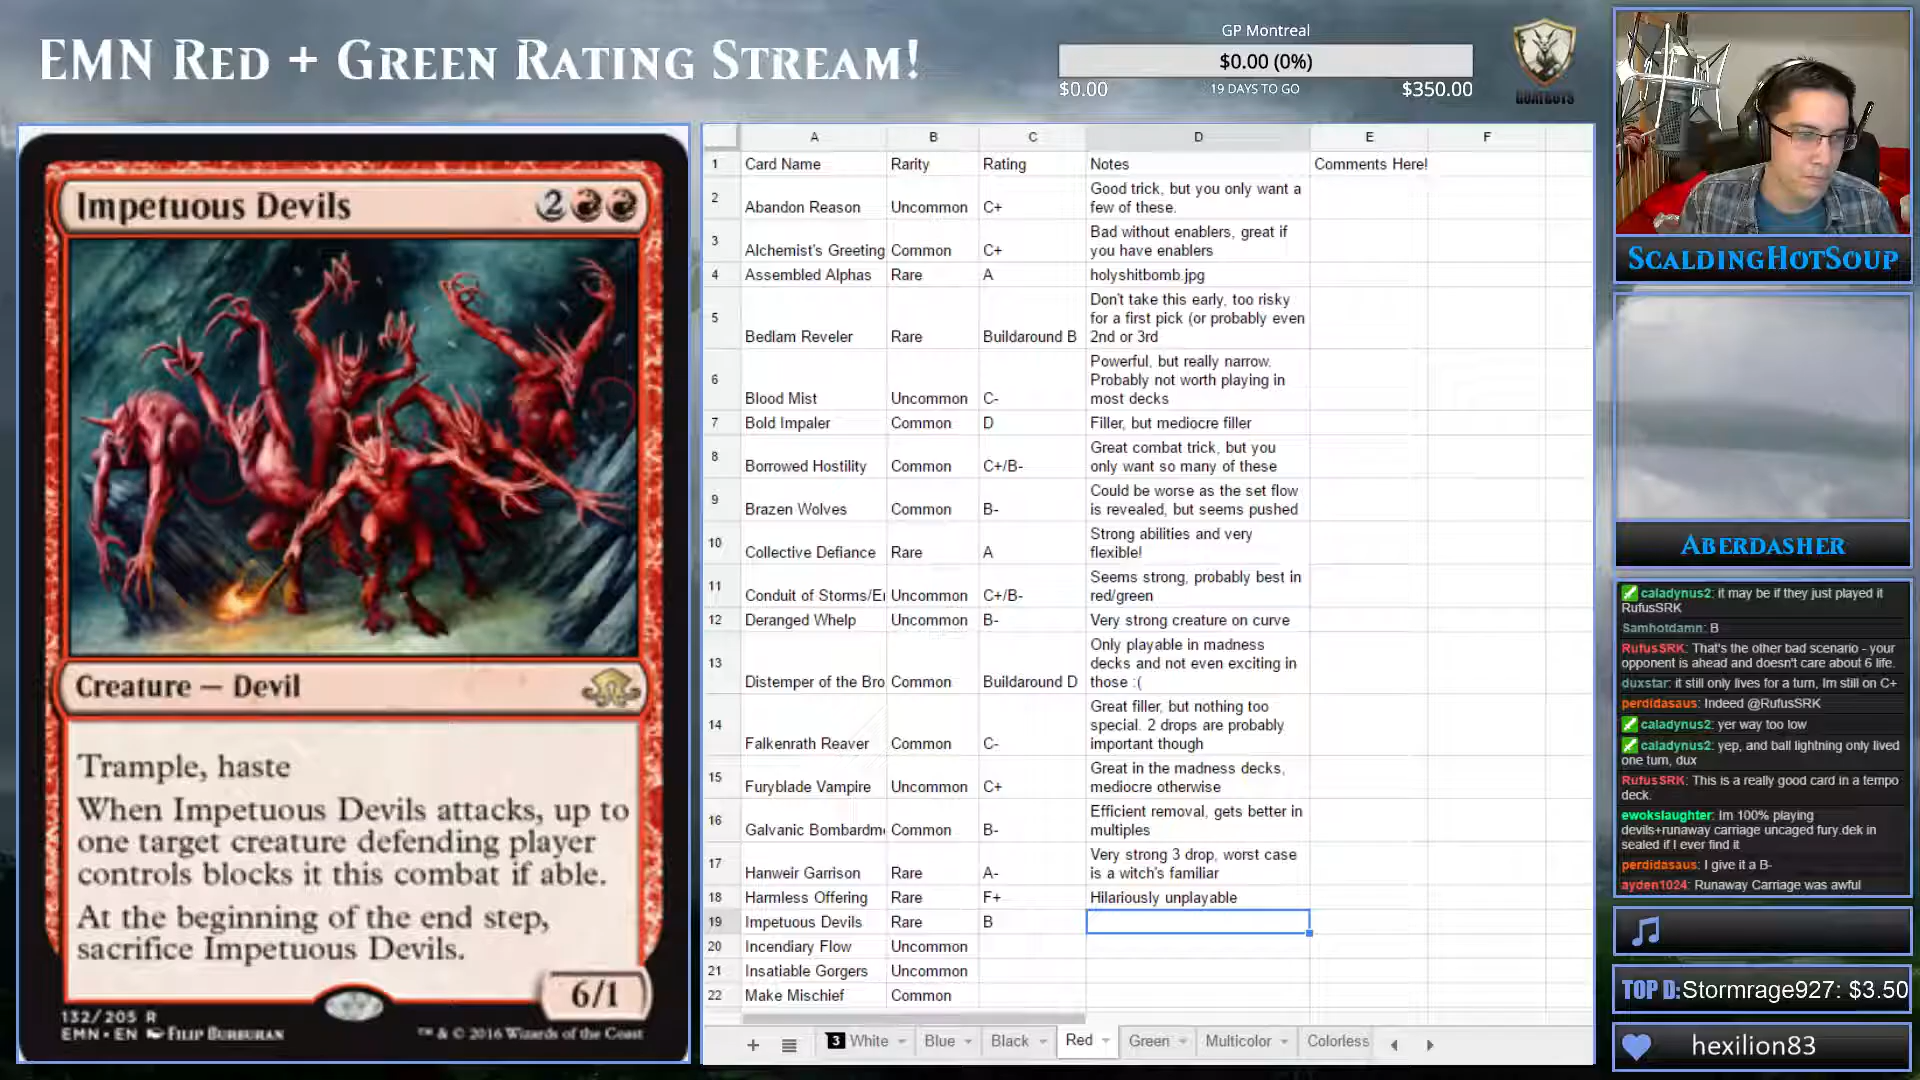 EMN Red + Green Rating Stream!
GP Montreal
$0.00 (0%)
$0.00 19 DAYS TO GO $350.00
GOATBOTS
Impetuous Devils 2
Creature — Devil
Trample, haste
When Impetuous Devils attacks, up to
one target creature defending player
controls blocks it this combat if able.
At the beginning of the end step,
sacrifice Impetuous Devils.
6/1
132/205 R
EMN • EN Filip Burburan
™ & © 2016 Wizards of the Coast
A B C D E F
1 Card Name Rarity Rating Notes Comments Here!
2 Abandon Reason Uncommon C+ Good trick, but you only want a
few of these.
3 Alchemist's Greeting Common C+ Bad without enablers, great if
you have enablers
4 Assembled Alphas Rare A holyshitbomb.jpg
5 Bedlam Reveler Rare Buildaround B Don't take this early, too risky
for a first pick (or probably even
2nd or 3rd
6 Blood Mist Uncommon C- Powerful, but really narrow.
Probably not worth playing in
most decks
7 Bold Impaler Common D Filler, but mediocre filler
8 Borrowed Hostility Common C+/B- Great combat trick, but you
only want so many of these
9 Brazen Wolves Common B- Could be worse as the set flow
is revealed, but seems pushed
10 Collective Defiance Rare A Strong abilities and very
flexible!
11 Conduit of Storms/E Uncommon C+/B- Seems strong, probably best in
red/green
12 Deranged Whelp Uncommon B- Very strong creature on curve
13 Distemper of the Blo Common Buildaround D Only playable in madness
decks and not even exciting in
those :(
14 Falkenrath Reaver Common C- Great filler, but nothing too
special. 2 drops are probably
important though
15 Furyblade Vampire Uncommon C+ Great in the madness decks,
mediocre otherwise
16 Galvanic Bombardm Common B- Efficient removal, gets better in
multiples
17 Hanweir Garrison Rare A- Very strong 3 drop, worst case
is a witch's familiar
18 Harmless Offering Rare F+ Hilariously unplayable
19 Impetuous Devils Rare B
20 Incendiary Flow Uncommon
21 Insatiable Gorgers Uncommon
22 Make Mischief Common
+ 3 White Blue Black Red Green Multicolor Colorless
ScaldingHotSoup
Aberdasher
caladynus2: it may be if they just played it
RufusSRK
Samhotdamn: B
RufusSRK: That's the other bad scenario - your
opponent is ahead and doesn't care about 6 life.
duxstar: it still only lives for a turn, Im still on C+
perdidasaus: Indeed @RufusSRK
caladynus2: yer way too low
caladynus2: yep, and ball lightning only lived
one turn, dux
RufusSRK: This is a really good card in a tempo
deck.
ewokslaughter: Im 100% playing
devils+runaway carriage uncaged fury.dek in
sealed if I ever find it
perdidasaus: I give it a B-
ayden1024: Runaway Carriage was awful
TOP D: Stormrage927: $3.50
hexilion83